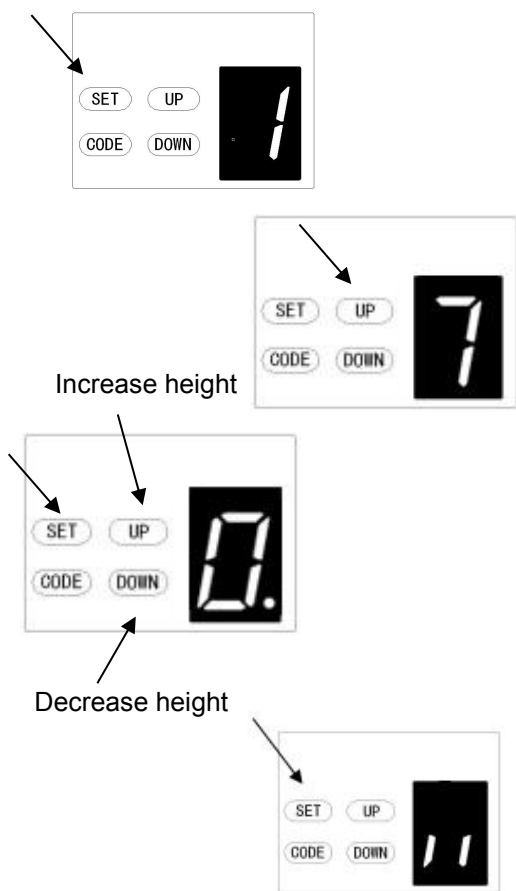 SET UP
CODE DOWN
1
SET UP
CODE DOWN
7
Increase height
SET UP
CODE DOWN
0.
Decrease height
SET UP
CODE DOWN